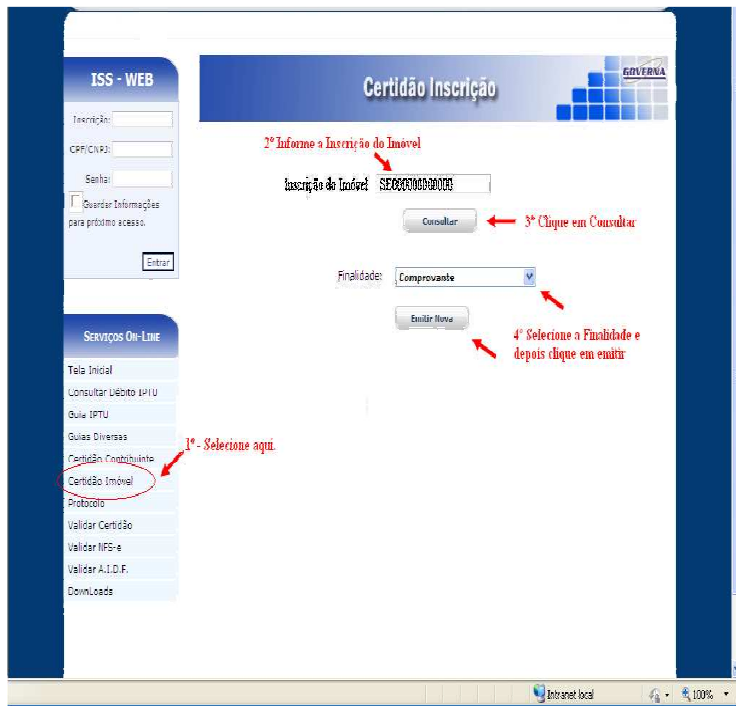 ISS - WEB
Inscrição:
CPF/CNPJ:
Senha:
Guardar Informações
para próximo acesso.
Entrar
SERVIÇOS ON-LINE
Tela Inicial
Consultar Débito IPTU
Guia IPTU
Guias Diversas
Certidão Contribuinte
Certidão Imóvel
Protocolo
Validar Certidão
Validar NFS-e
Validar A.I.D.F.
DownLoads
1º - Selecione aqui.
Certidão Inscrição
GOVERNA
2º Informe a Inscrição do Imóvel
Inscrição do Imóvel
Consultar
3º Clique em Consultar
Finalidade:
Comprovante
Emitir Nova
4º Selecione a Finalidade e
depois clique em emitir
Intranet local
100%